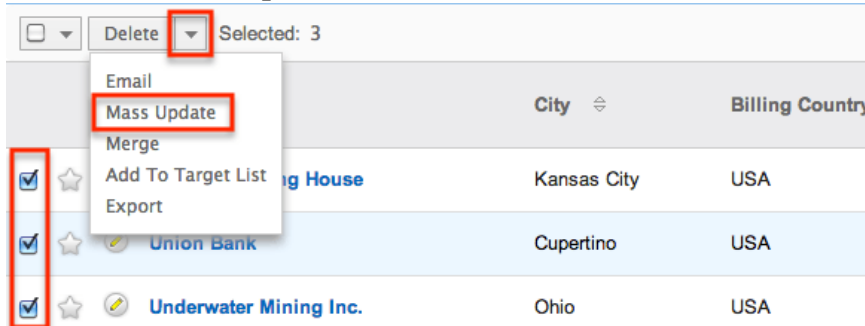 Delete Selected: 3
Email
Mass Update
Merge
Add To Target List
Export
City Billing Country
ng House Kansas City USA
Union Bank Cupertino USA
Underwater Mining Inc. Ohio USA